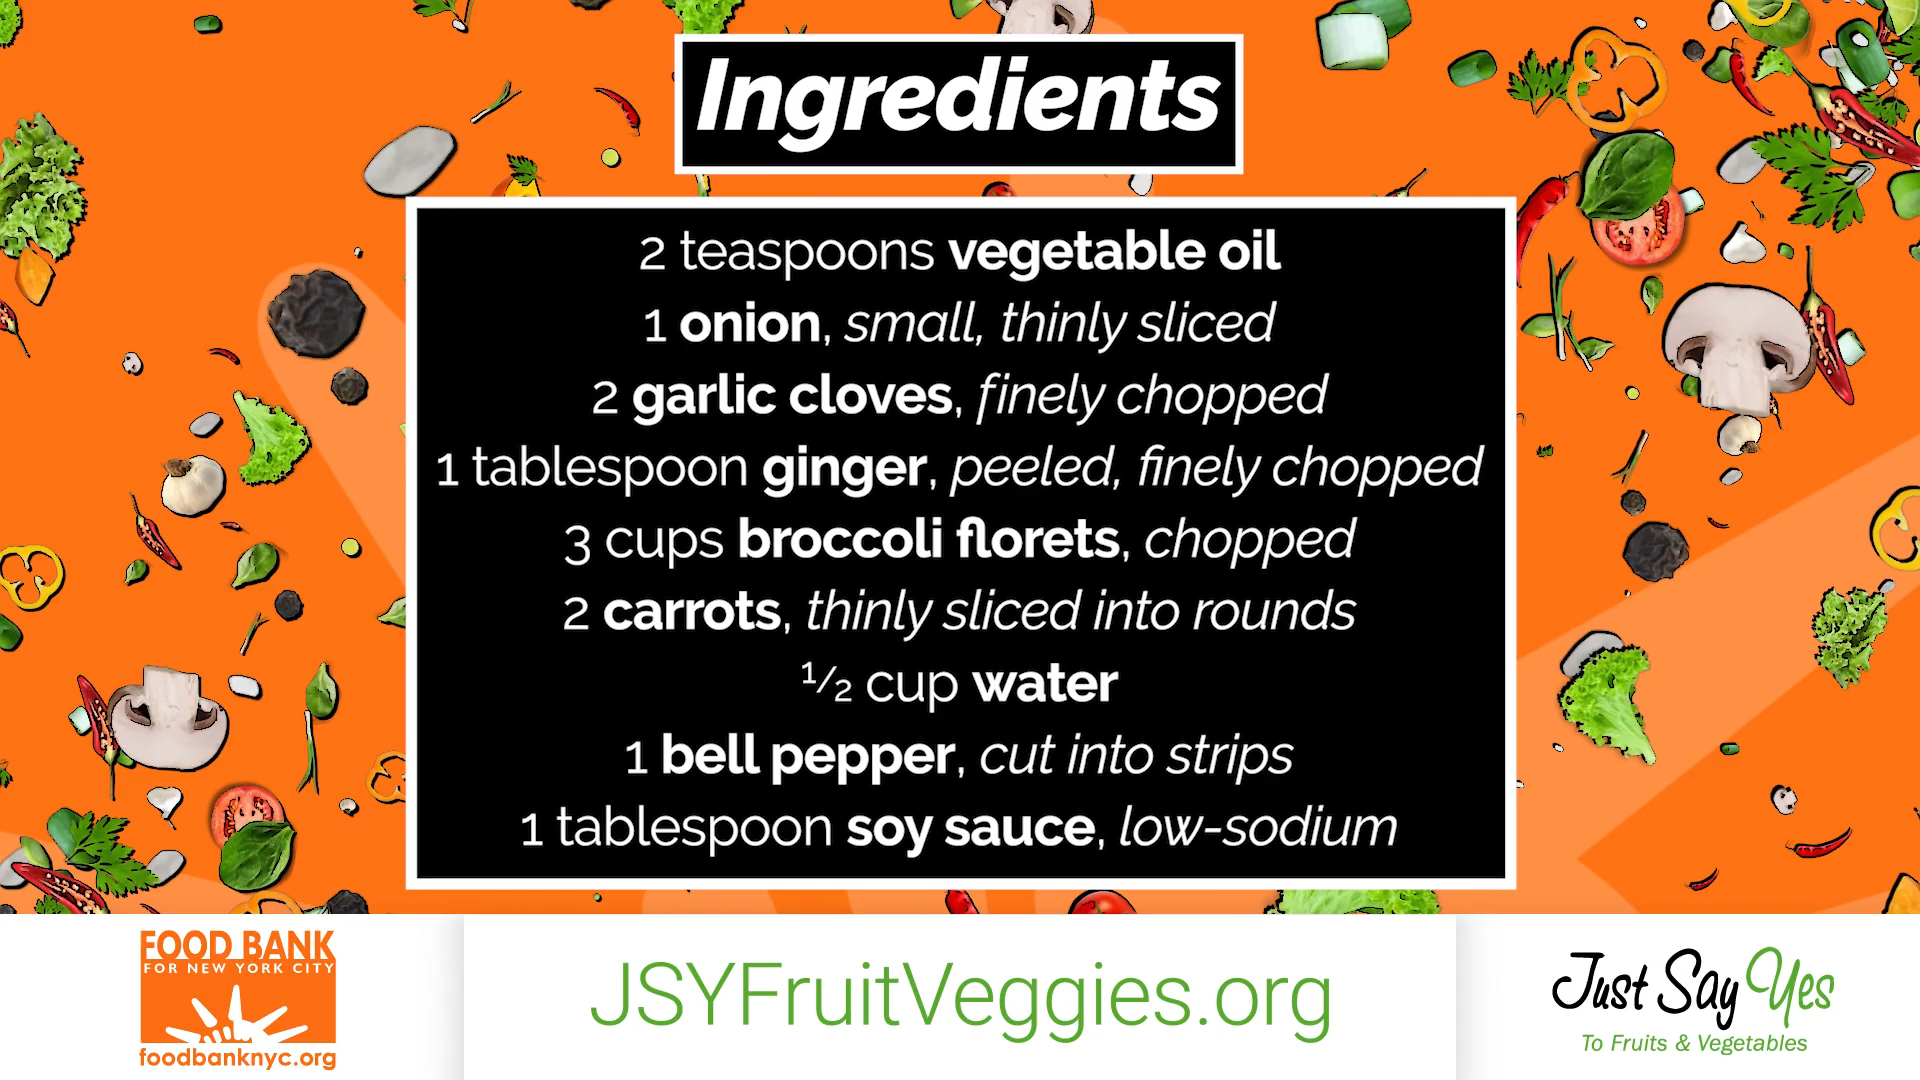 Ingredients
2 teaspoons vegetable oil
1 onion, small, thinly sliced
2 garlic cloves, finely chopped
1 tablespoon ginger, peeled, finely chopped
3 cups broccoli florets, chopped
2 carrots, thinly sliced into rounds
½ cup water
1 bell pepper, cut into strips
1 tablespoon soy sauce, low-sodium
FOOD BANK
FOR NEW YORK CITY
foodbanknyc.org
JSYFruitVeggies.org
Just Say Yes
To Fruits & Vegetables